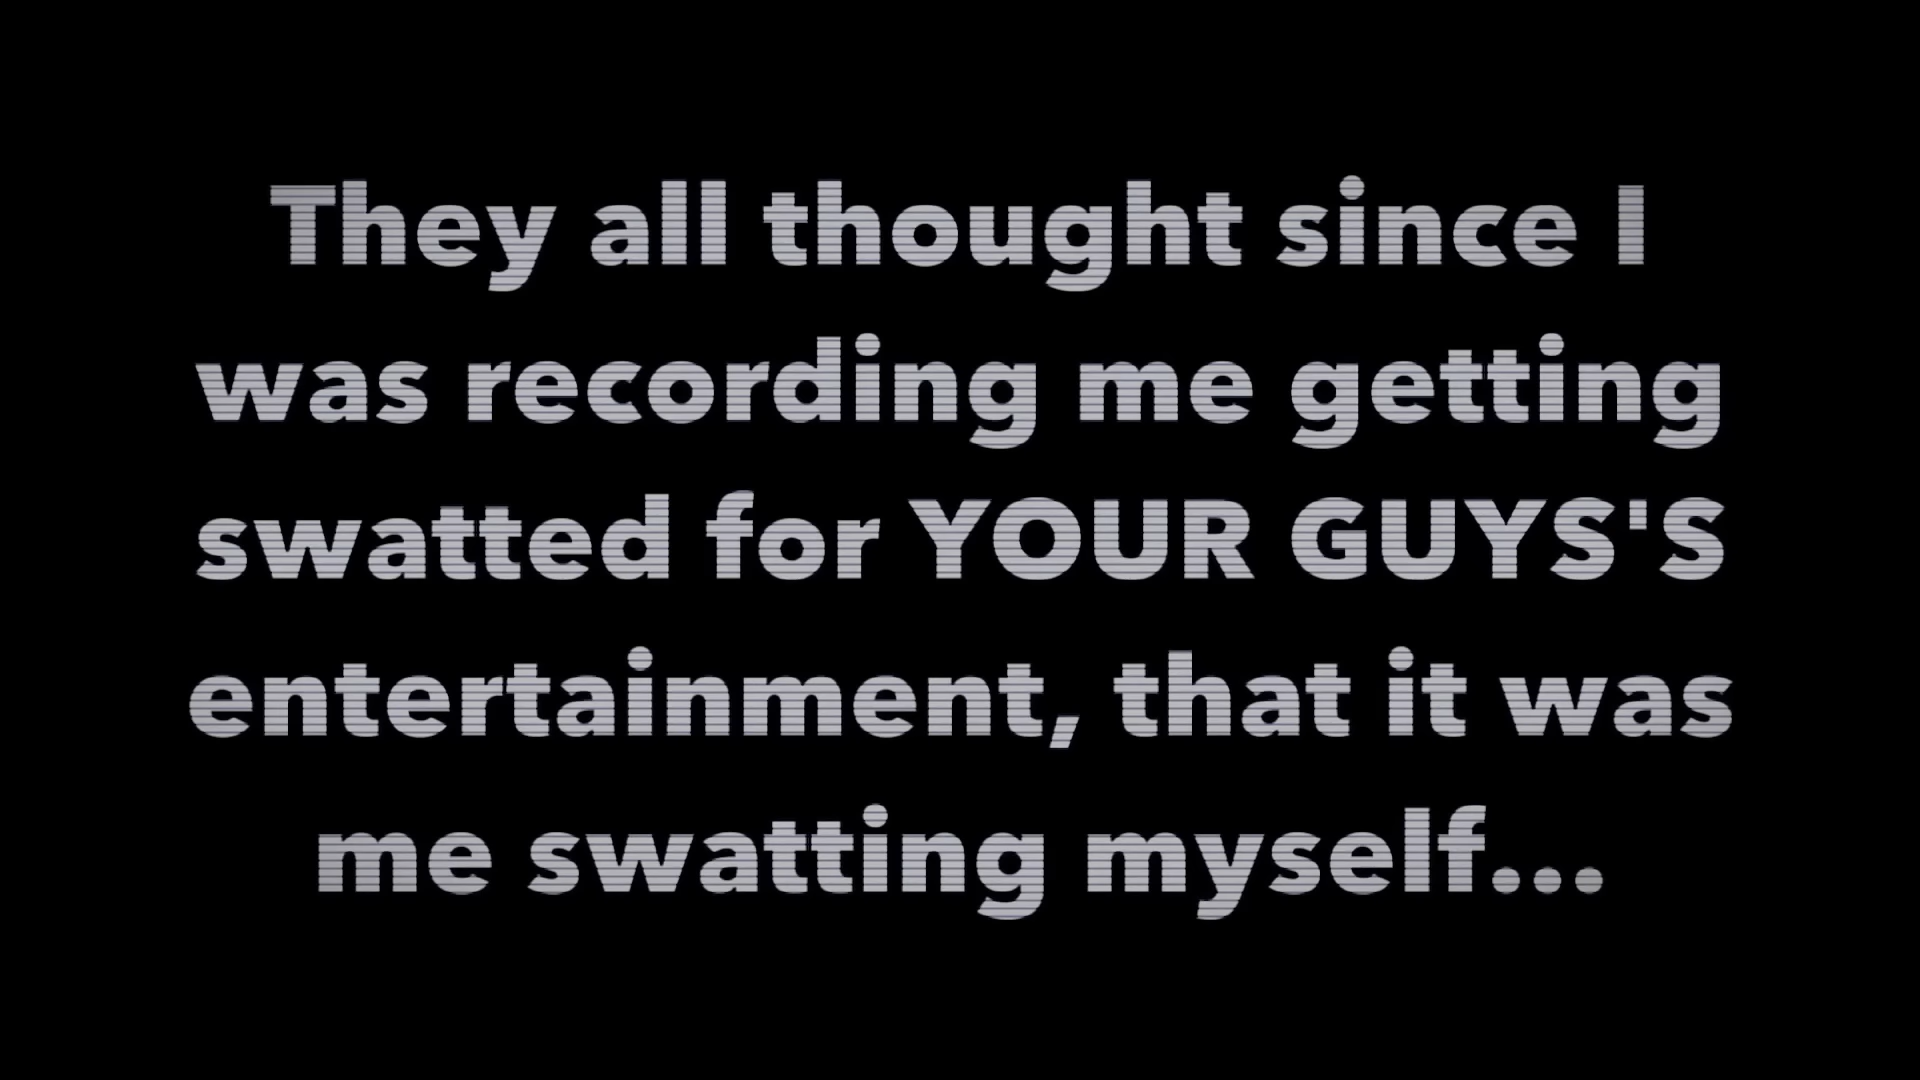 They all thought since I
was recording me getting
swatted for YOUR GUYS'S
entertainment, that it was
me swatting myself...